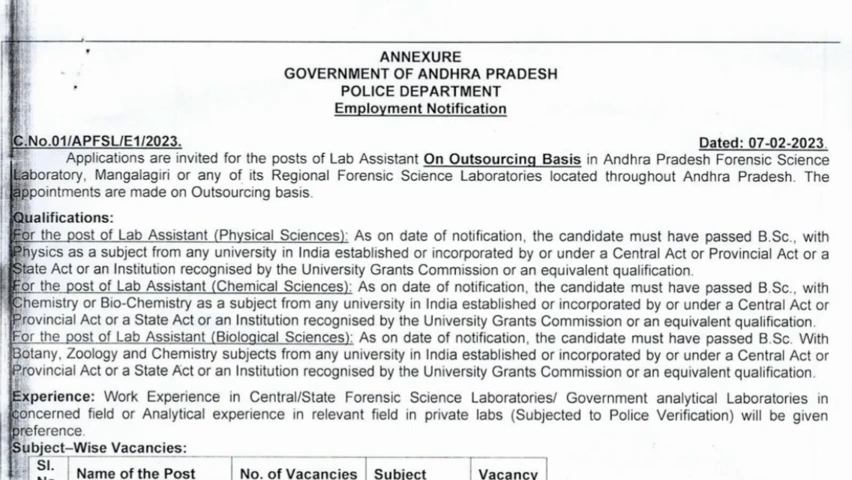 ANNEXURE
GOVERNMENT OF ANDHRA PRADESH
POLICE DEPARTMENT
Employment Notification
C.No.01/APFSL/E1/2023. Dated: 07-02-2023
Applications are invited for the posts of Lab Assistant On Outsourcing Basis in Andhra Pradesh Forensic Science
Laboratory, Mangalagiri or any of its Regional Forensic Science Laboratories located throughout Andhra Pradesh. The
appointments are made on Outsourcing basis.
Qualifications:
For the post of Lab Assistant (Physical Sciences): As on date of notification, the candidate must have passed B.Sc., with
Physics as a subject from any university in India established or incorporated by or under a Central Act or Provincial Act or a
State Act or an Institution recognised by the University Grants Commission or an equivalent qualification.
For the post of Lab Assistant (Chemical Sciences): As on date of notification, the candidate must have passed B.Sc., with
Chemistry or Bio-Chemistry as a subject from any university in India established or incorporated by or under a Central Act or
Provincial Act or a State Act or an Institution recognised by the University Grants Commission or an equivalent qualification.
For the post of Lab Assistant (Biological Sciences): As on date of notification, the candidate must have passed B.Sc. With
Botany, Zoology and Chemistry subjects from any university in India established or incorporated by or under a Central Act or
Provincial Act or a State Act or an Institution recognised by the University Grants Commission or an equivalent qualification.
Experience: Work Experience in Central/State Forensic Science Laboratories/ Government analytical Laboratories in
concerned field or Analytical experience in relevant field in private labs (Subjected to Police Verification) will be given
preference.
Subject–Wise Vacancies:
Sl. Name of the Post No. of Vacancies Subject Vacancy